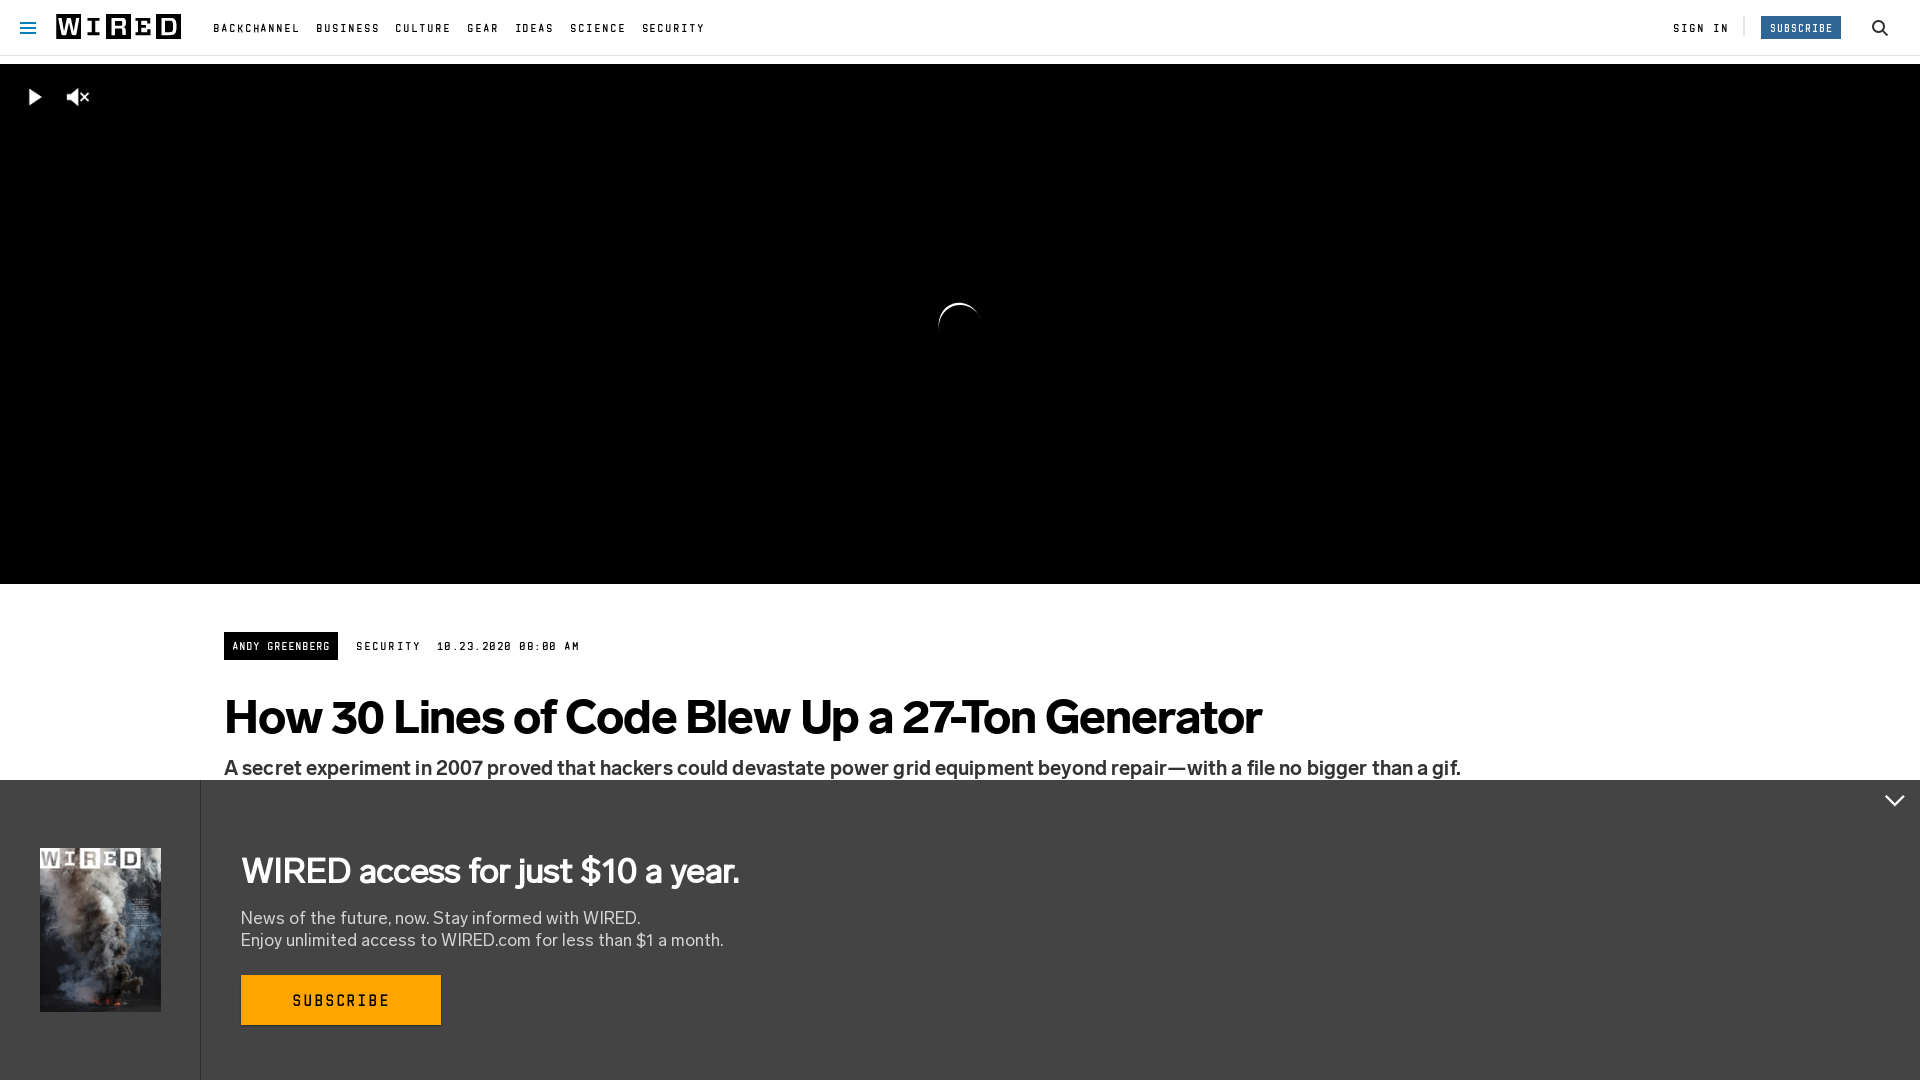 WIRED
BACKCHANNEL BUSINESS CULTURE GEAR IDEAS SCIENCE SECURITY
SIGN IN
SUBSCRIBE
ANDY GREENBERG SECURITY 10.23.2020 08:00 AM
How 30 Lines of Code Blew Up a 27-Ton Generator
A secret experiment in 2007 proved that hackers could devastate power grid equipment beyond repair—with a file no bigger than a gif.
WIRED
WIRED access for just $10 a year.
News of the future, now. Stay informed with WIRED.
Enjoy unlimited access to WIRED.com for less than $1 a month.
SUBSCRIBE